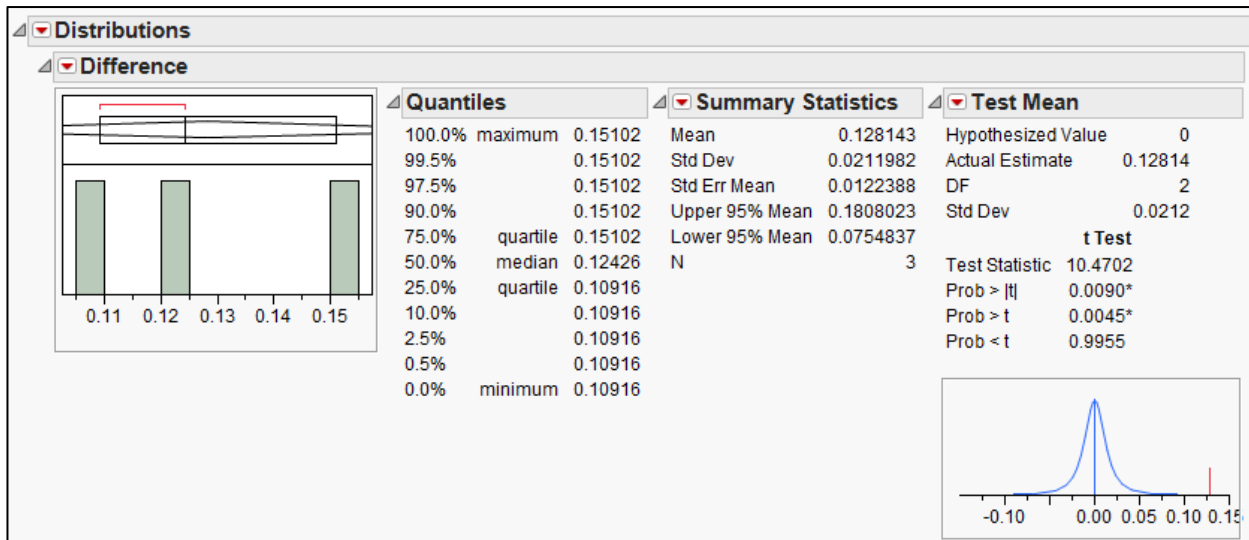 Distributions
Difference
0.11 0.12 0.13 0.14 0.15
Quantiles
100.0% maximum 0.15102
99.5% 0.15102
97.5% 0.15102
90.0% 0.15102
75.0% quartile 0.15102
50.0% median 0.12426
25.0% quartile 0.10916
10.0% 0.10916
2.5% 0.10916
0.5% 0.10916
0.0% minimum 0.10916
Summary Statistics
Mean 0.128143
Std Dev 0.0211982
Std Err Mean 0.0122388
Upper 95% Mean 0.1808023
Lower 95% Mean 0.0754837
N 3
Test Mean
Hypothesized Value 0
Actual Estimate 0.12814
DF 2
Std Dev 0.0212
t Test
Test Statistic 10.4702
Prob > |t| 0.0090*
Prob > t 0.0045*
Prob < t 0.9955
-0.10 0.00 0.05 0.10 0.15